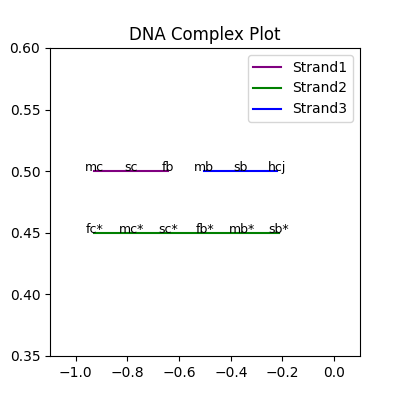 DNA Complex Plot
0.60
Strand1
Strand2
Strand3
0.55
0.50
mc sc fb mb sb hcj
0.45
fc* mc* sc* fb* mb* sb*
0.40
0.35
−1.0 −0.8 −0.6 −0.4 −0.2 0.0